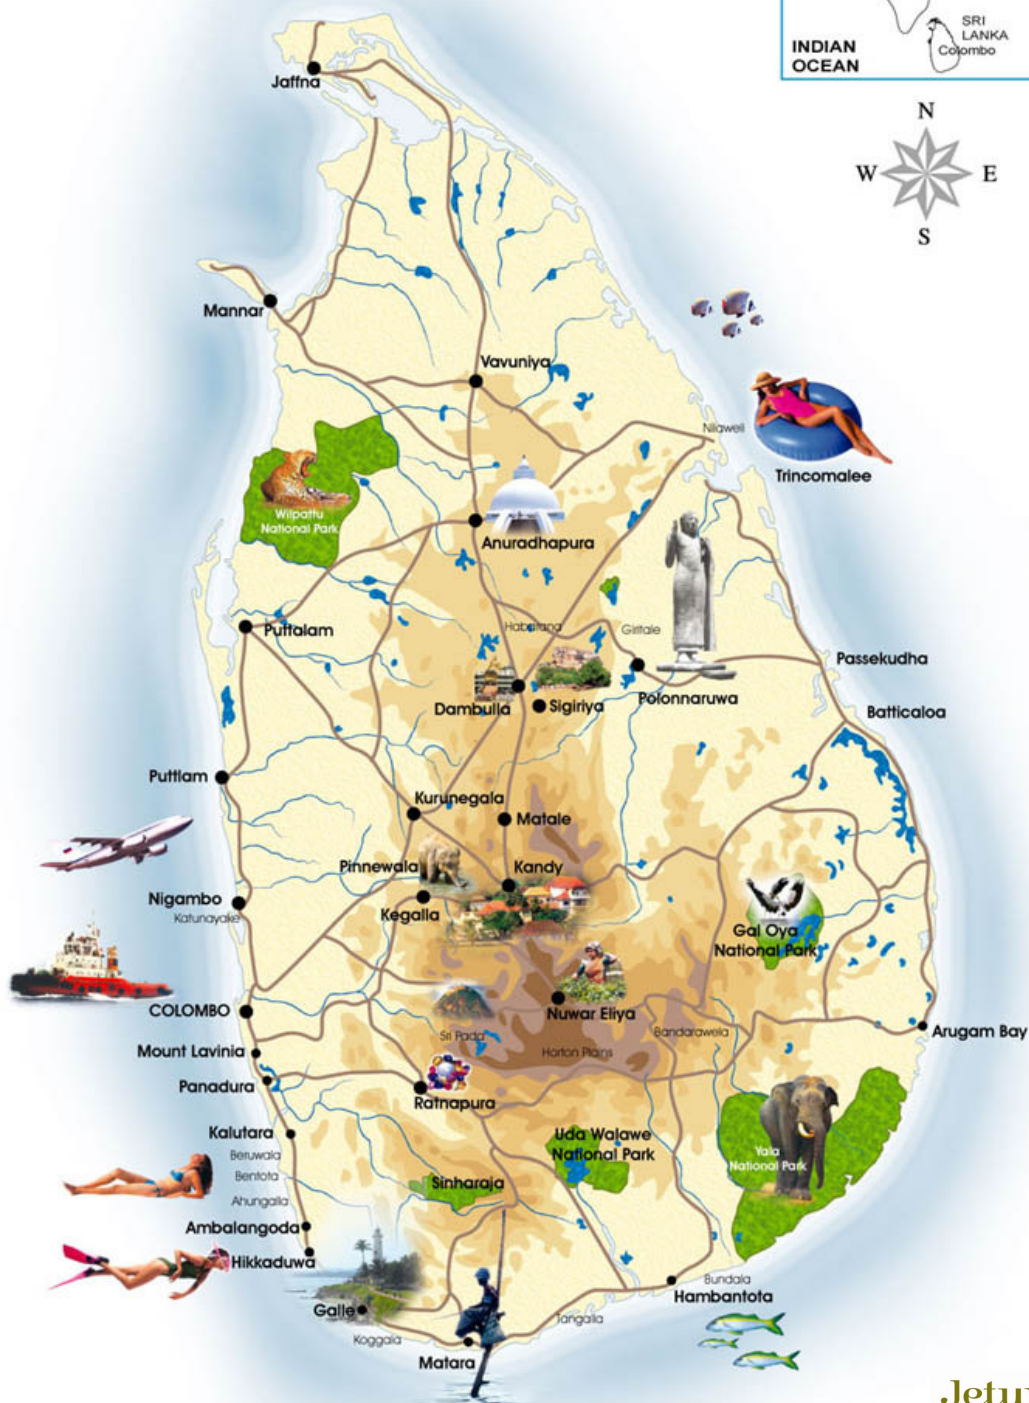 SRI
LANKA
Colombo
INDIAN
OCEAN
N
W E
S
Jaffna
Mannar
Vavuniya
Nilaweli
Trincomalee
Wilpattu
National Park
Anuradhapura
Puttalam
Habarana
Giritale
Passekudha
Dambulla
Sigiriya
Polonnaruwa
Batticaloa
Puttlam
Kurunegala
Matale
Pinnewala
Kandy
Nigambo
Katunayake
Kegalla
Gal Oya
National Park
COLOMBO
Nuwar Eliya
Sri Pada
Bandarawela
Arugam Bay
Mount Lavinia
Horton Plains
Panadura
Ratnapura
Kalutara
Beruwala
Uda Walawe
National Park
Yala
National Park
Bentota
Sinharaja
Ahungalla
Ambalangoda
Hikkaduwa
Bundala
Hambantota
Galle
Tangalla
Koggala
Matara